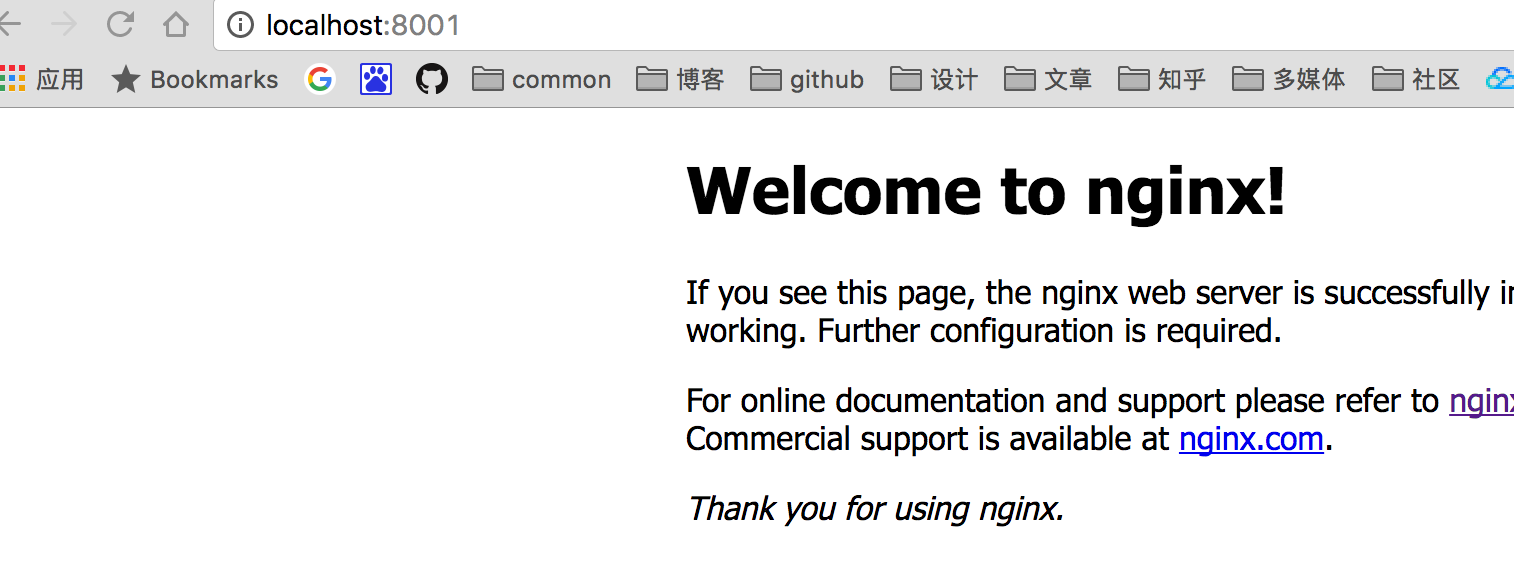 localhost:8001
应用 Bookmarks common 博客 github 设计 文章 知乎 多媒体 社区
Welcome to nginx!
If you see this page, the nginx web server is successfully
working. Further configuration is required.
For online documentation and support please refer to
Commercial support is available at nginx.com.
Thank you for using nginx.